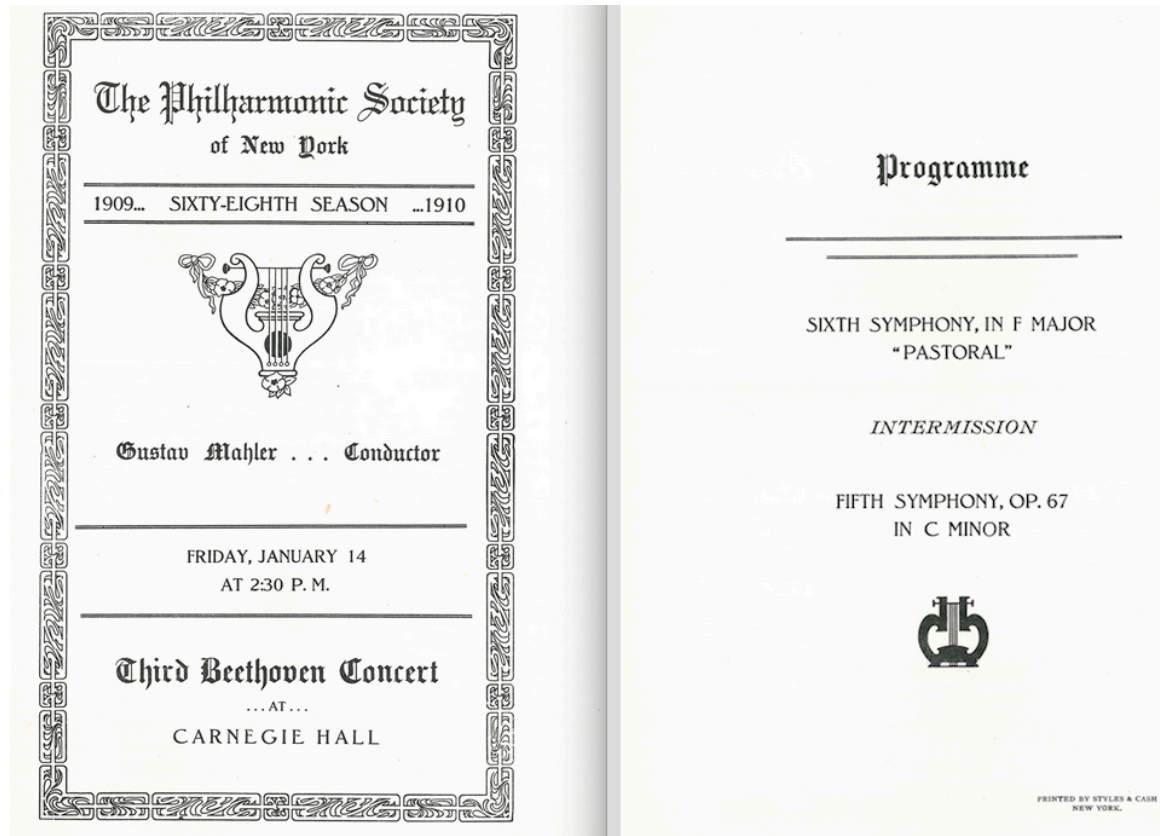 The Philharmonic Society
of New York
1909... SIXTY-EIGHTH SEASON ...1910
Gustav Mahler . . . Conductor
FRIDAY, JANUARY 14
AT 2:30 P. M.
Third Beethoven Concert
...AT...
CARNEGIE HALL
Programme
SIXTH SYMPHONY, IN F MAJOR
“PASTORAL”
INTERMISSION
FIFTH SYMPHONY, OP. 67
IN C MINOR
PRINTED BY STYLES & CASH
NEW YORK.